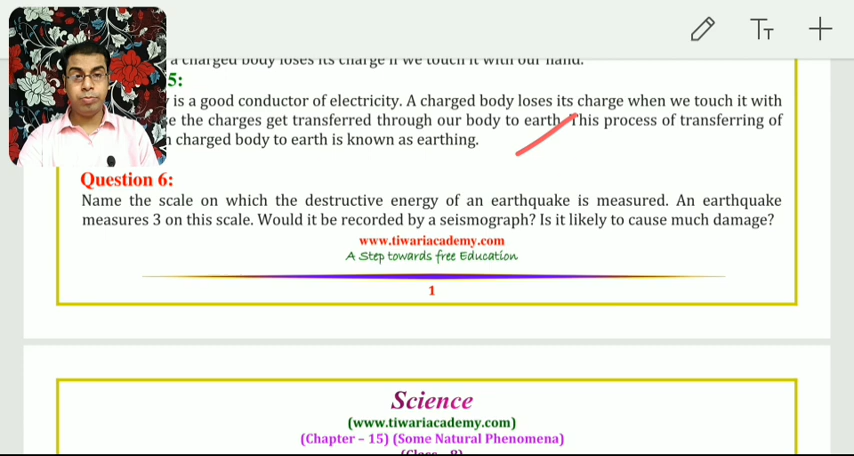 a charged body loses its charge if we touch it with our hand.
5:
is a good conductor of electricity. A charged body loses its charge when we touch it with
the charges get transferred through our body to earth. This process of transferring of
charged body to earth is known as earthing.
Question 6:
Name the scale on which the destructive energy of an earthquake is measured. An earthquake
measures 3 on this scale. Would it be recorded by a seismograph? Is it likely to cause much damage?
www.tiwariacademy.com
A Step towards free Education
1
Science
(www.tiwariacademy.com)
(Chapter – 15) (Some Natural Phenomena)
(Class – 8)